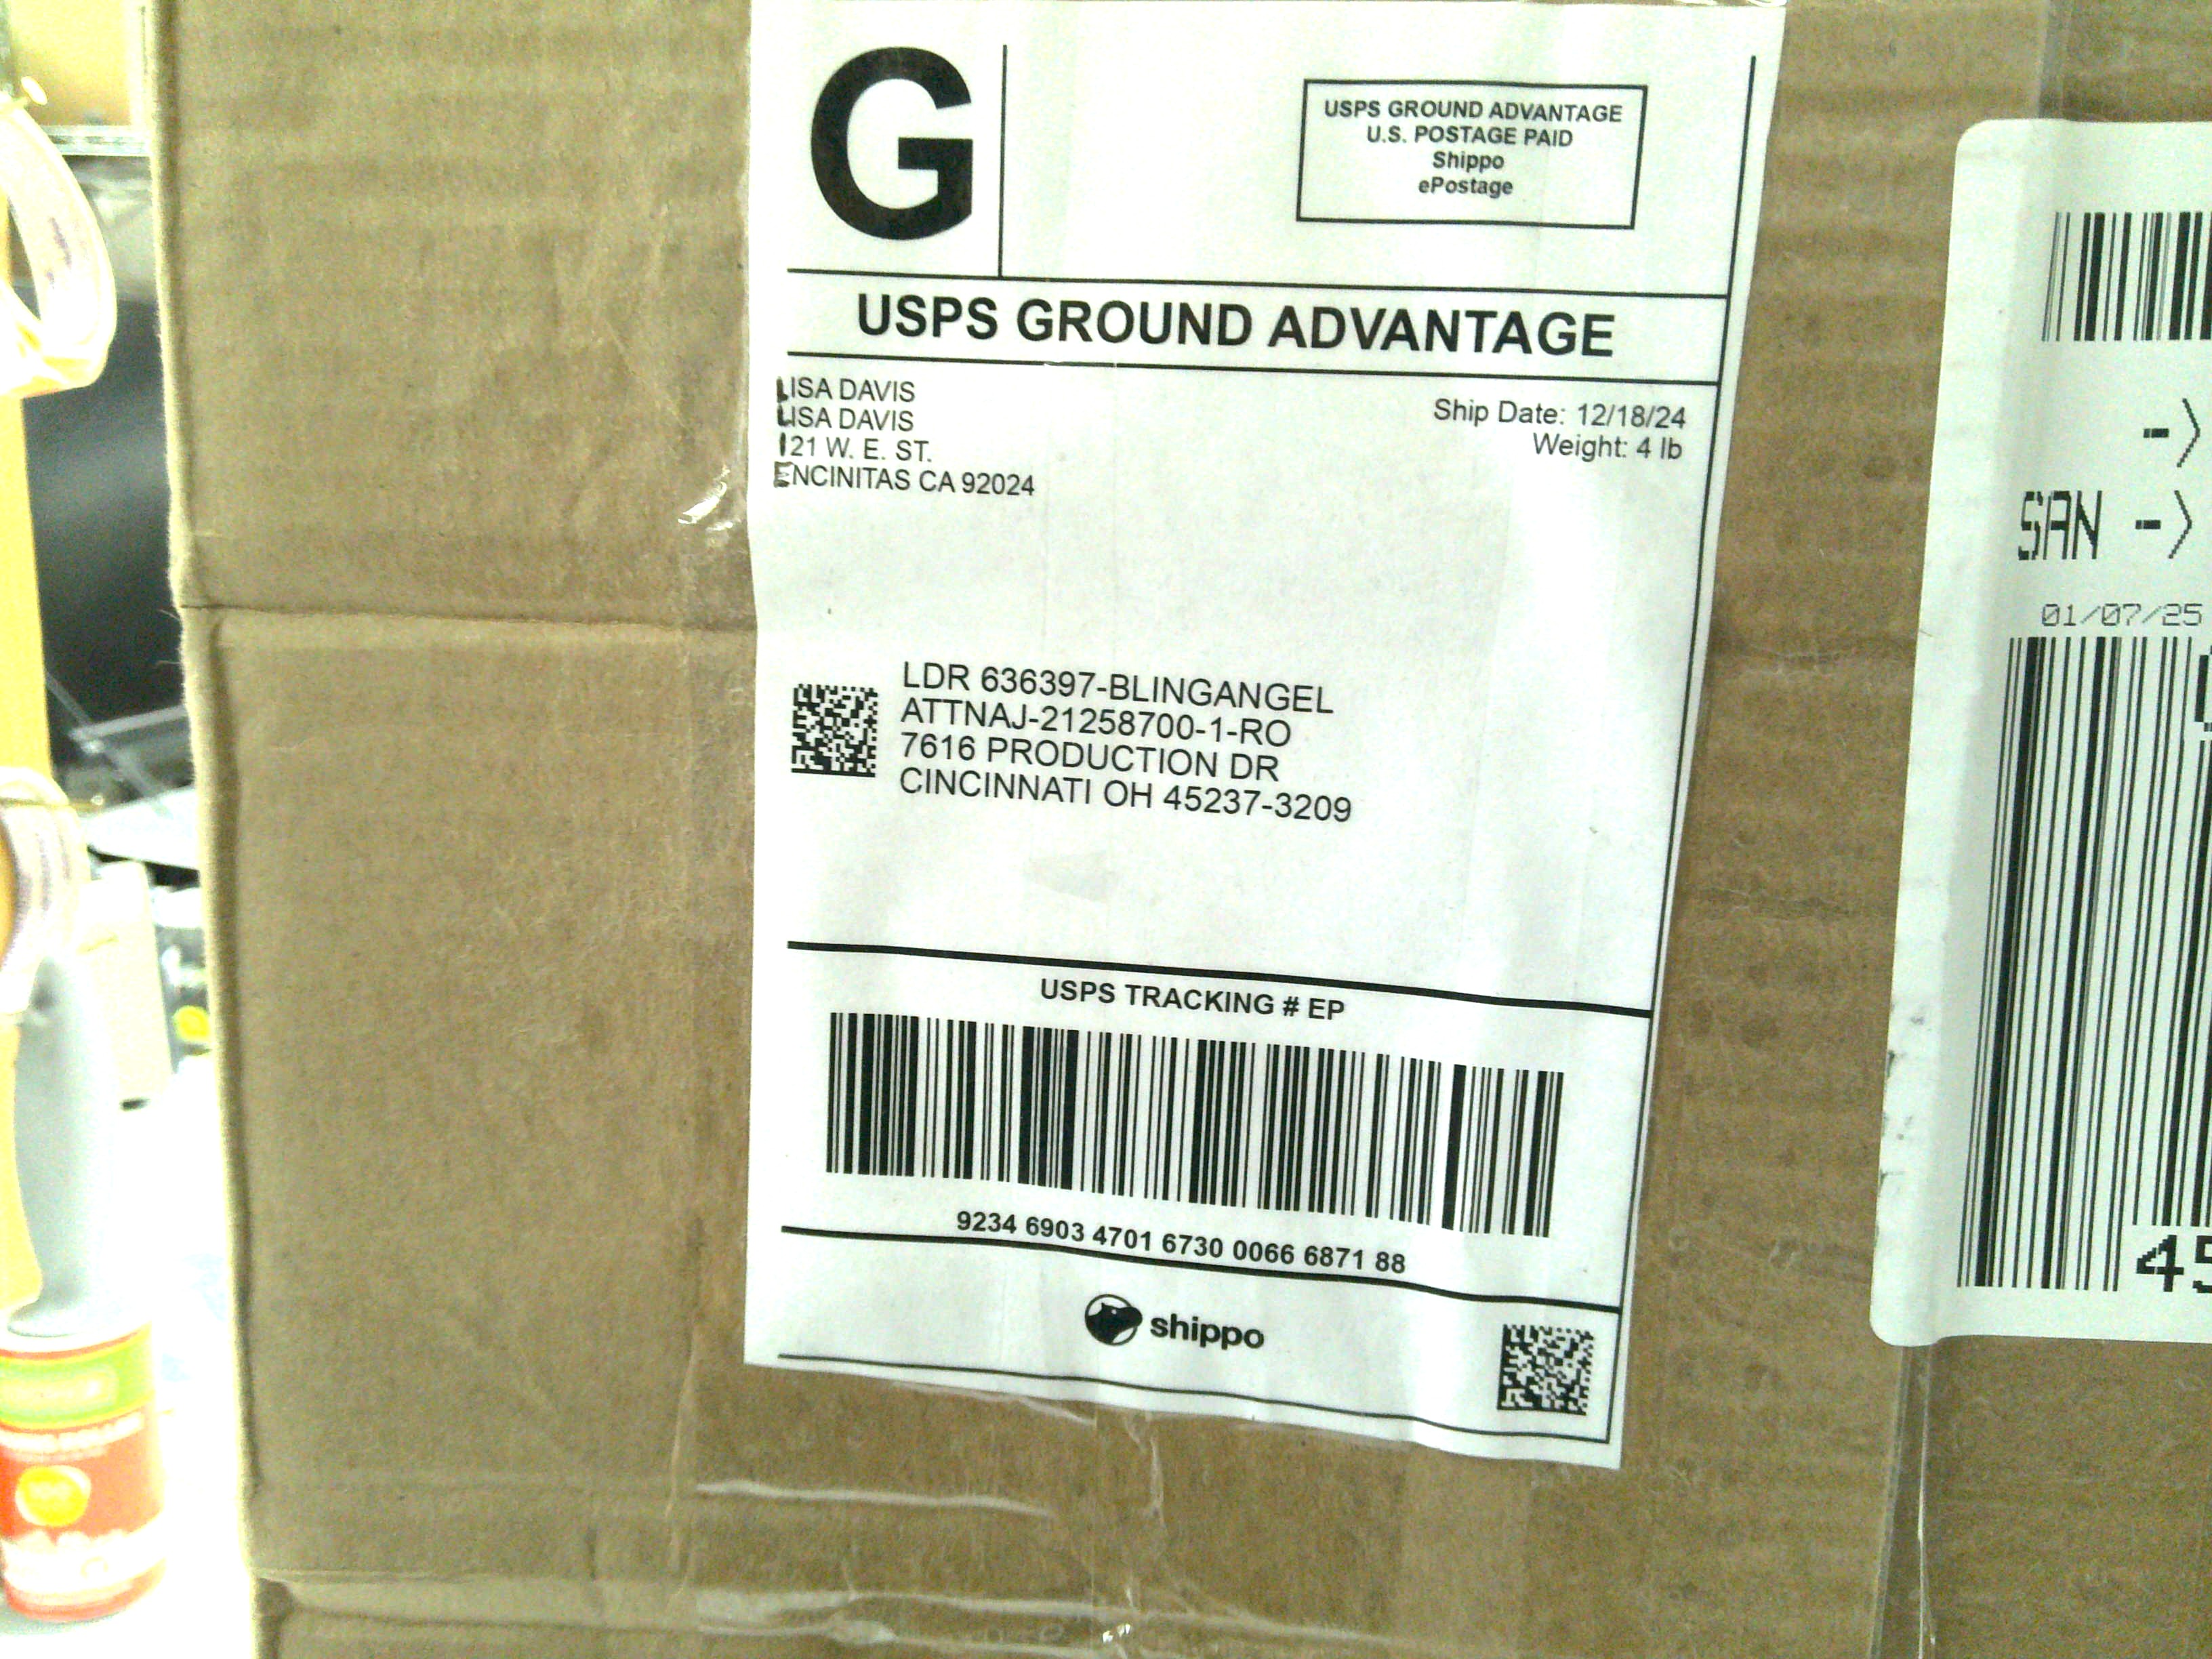 G
USPS GROUND ADVANTAGE
U.S. POSTAGE PAID
Shippo
ePostage
USPS GROUND ADVANTAGE
LISA DAVIS
LISA DAVIS
121 W. E. ST.
ENCINITAS CA 92024
Ship Date: 12/18/24
Weight: 4 lb
LDR 636397-BLINGANGEL
ATTNAJ-21258700-1-RO
7616 PRODUCTION DR
CINCINNATI OH 45237-3209
USPS TRACKING # EP
9234 6903 4701 6730 0066 6871 88
shippo
->
SAN ->
01/07/25
45